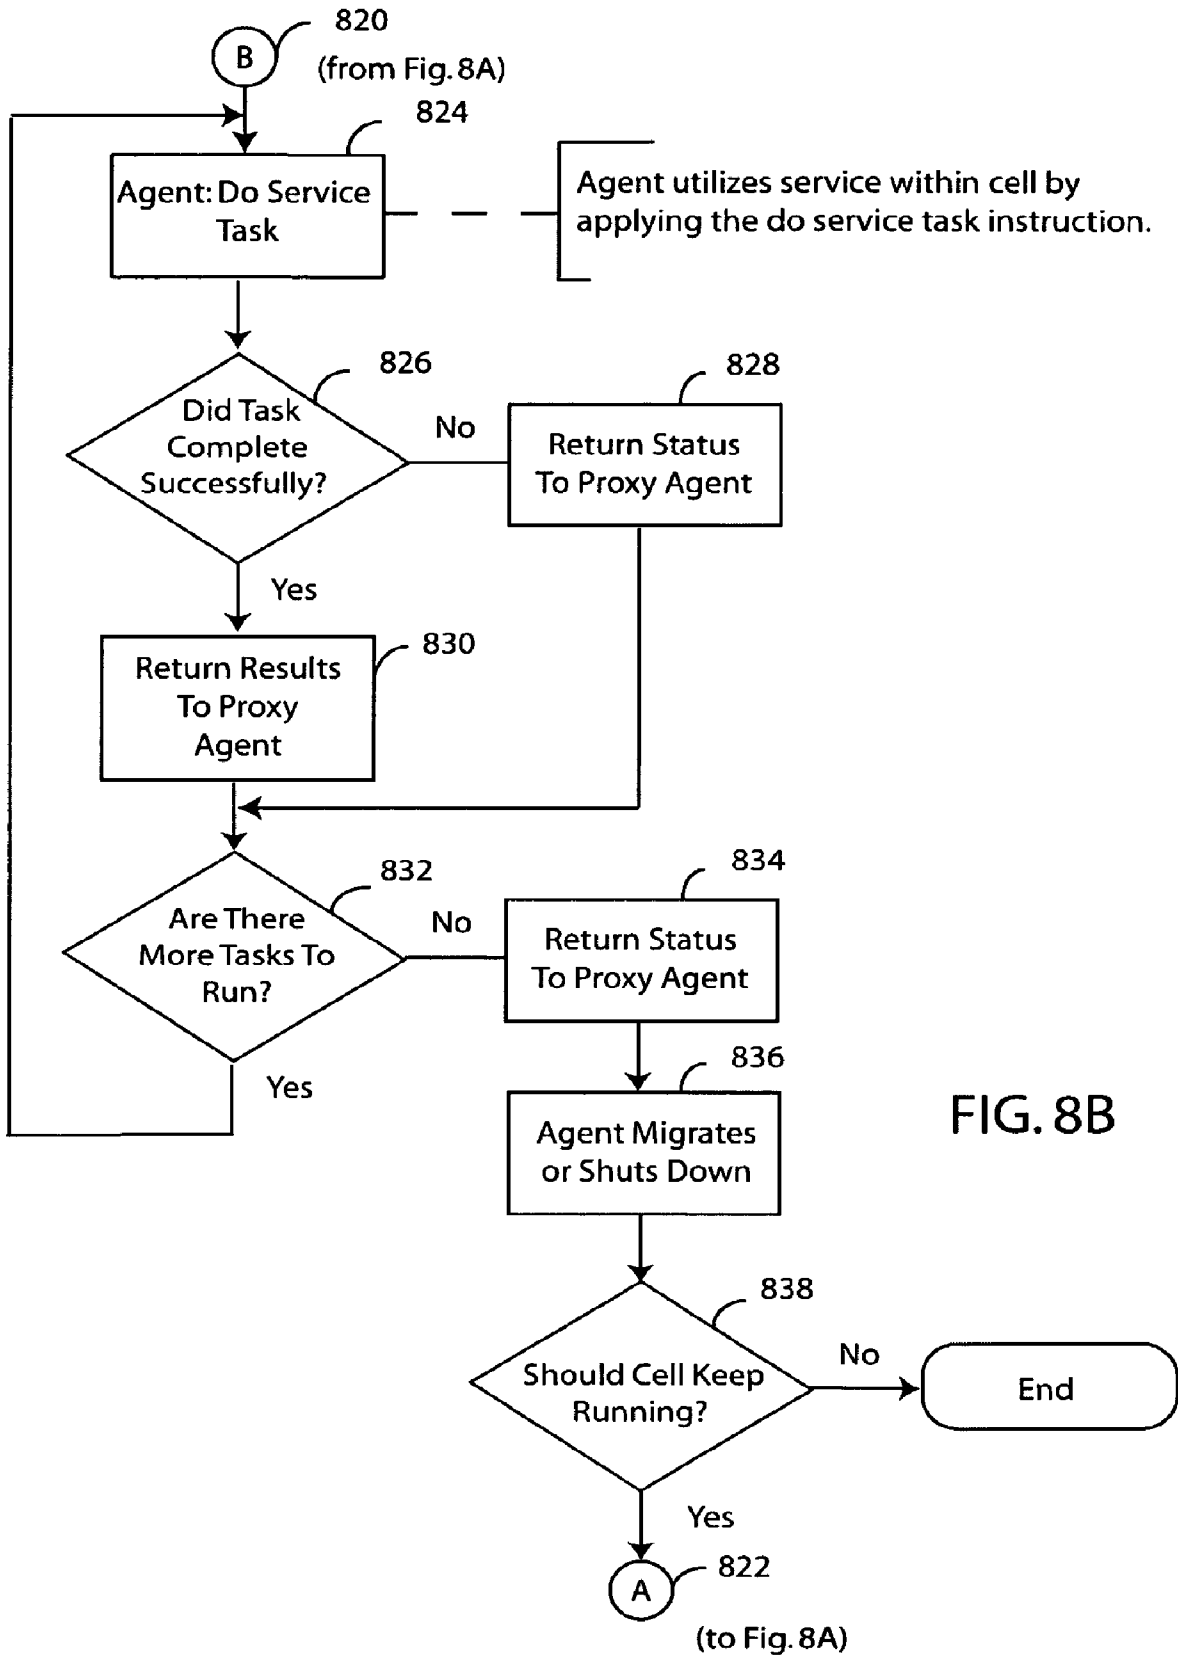 820
B
(from Fig. 8A)
824
Agent: Do Service
Task
Agent utilizes service within cell by
applying the do service task instruction.
826
Did Task
Complete
Successfully?
No
828
Return Status
To Proxy Agent
Yes
830
Return Results
To Proxy
Agent
832
Are There
More Tasks To
Run?
No
834
Return Status
To Proxy Agent
Yes
836
Agent Migrates
or Shuts Down
FIG. 8B
838
Should Cell Keep
Running?
No
End
Yes
822
A
(to Fig. 8A)